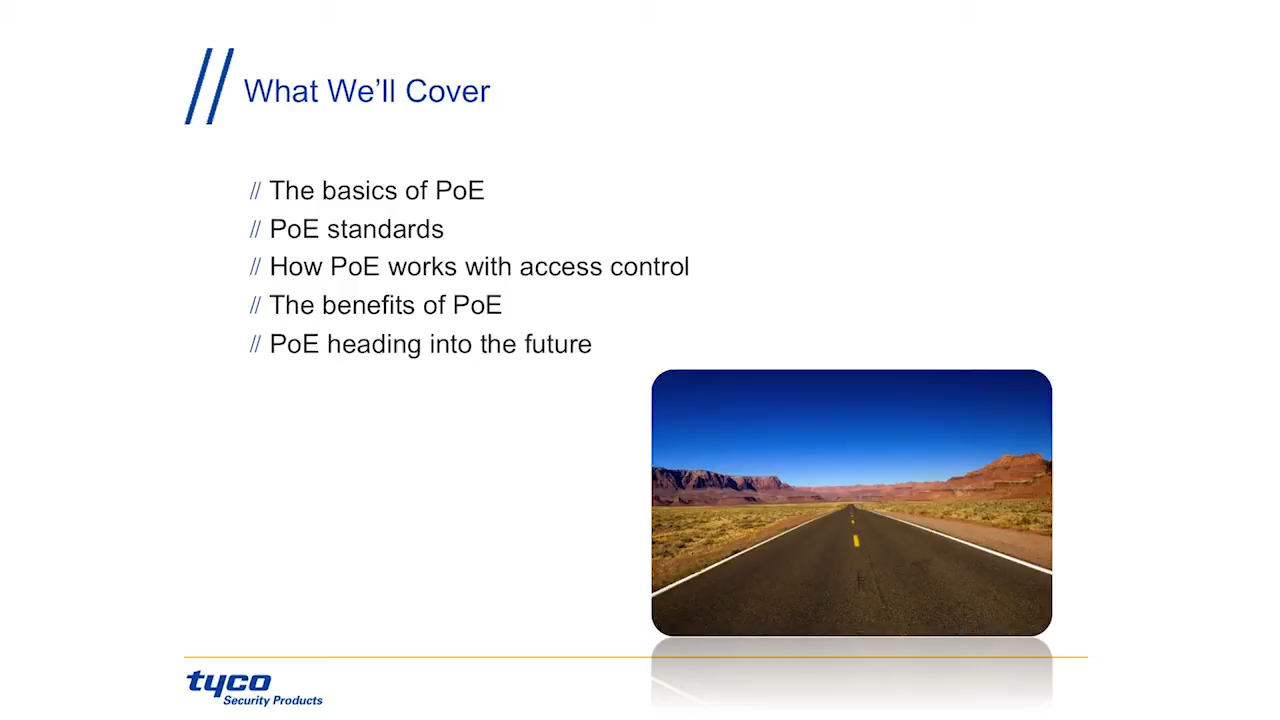 What We’ll Cover
// The basics of PoE
// PoE standards
// How PoE works with access control
// The benefits of PoE
// PoE heading into the future
tyco
Security Products